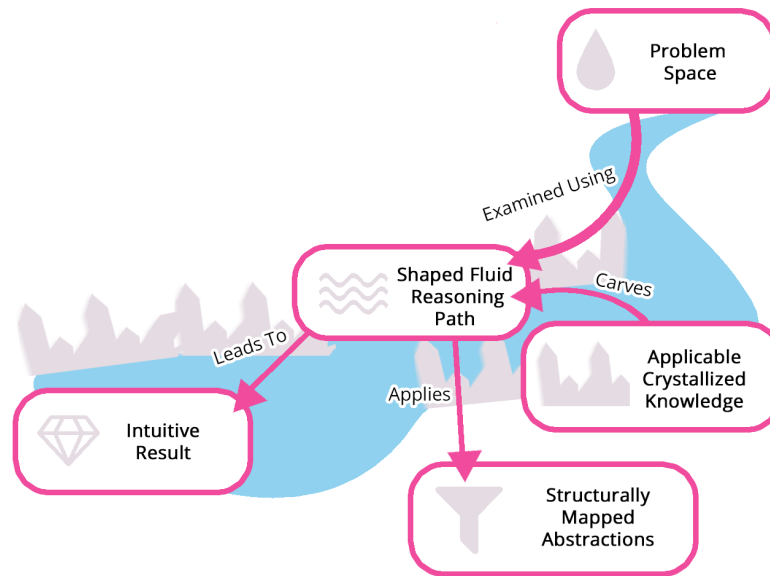 Problem
Space
Examined Using
Shaped Fluid
Reasoning
Path
Carves
Applicable
Crystallized
Knowledge
Leads To
Applies
Intuitive
Result
Structurally
Mapped
Abstractions